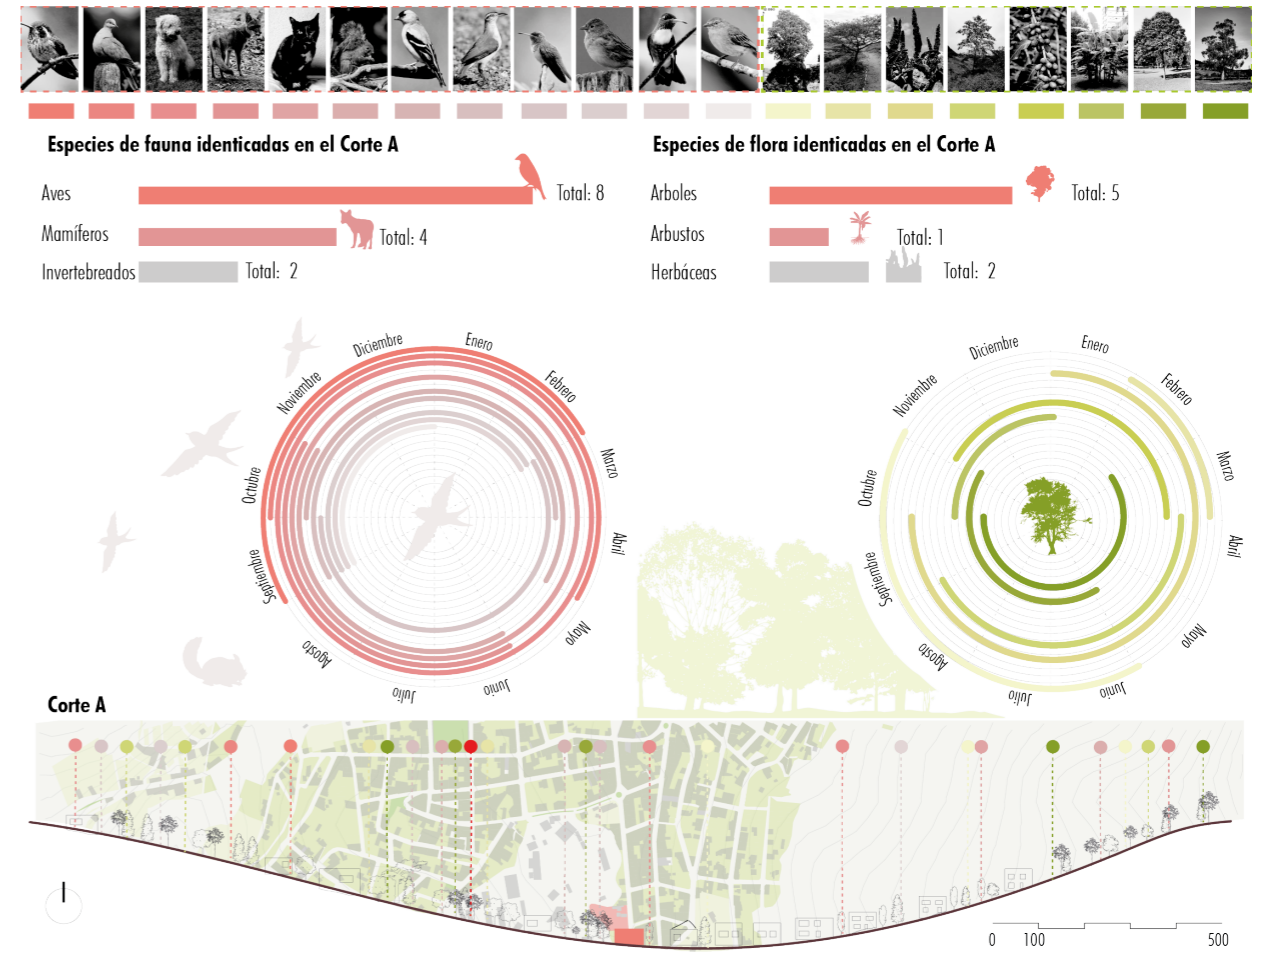 Especies de fauna identicadas en el Corte A
Aves
Total: 8
Mamíferos
Total: 4
Invertebreados
Total: 2
Especies de flora identicadas en el Corte A
Arboles
Total: 5
Arbustos
Total: 1
Herbáceas
Total: 2
Enero
Febrero
Marzo
Abril
Mayo
Junio
Julio
Agosto
Septiembre
Octubre
Noviembre
Diciembre
Enero
Febrero
Marzo
Abril
Mayo
Junio
Julio
Agosto
Septiembre
Octubre
Noviembre
Diciembre
Corte A
0 100 500